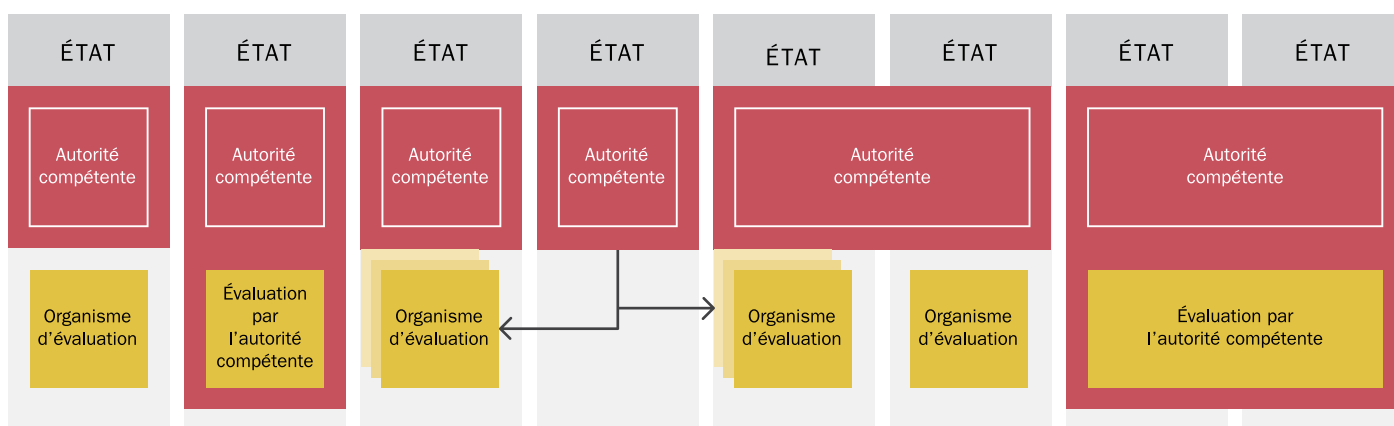 ÉTAT
ÉTAT
ÉTAT
ÉTAT
ÉTAT
ÉTAT
ÉTAT
ÉTAT
Autorité
compétente
Autorité
compétente
Autorité
compétente
Autorité
compétente
Autorité
compétente
Autorité
compétente
Organisme
d'évaluation
Évaluation
par
l'autorité
compétente
Organisme
d'évaluation
Organisme
d'évaluation
Organisme
d'évaluation
Évaluation par
l'autorité compétente